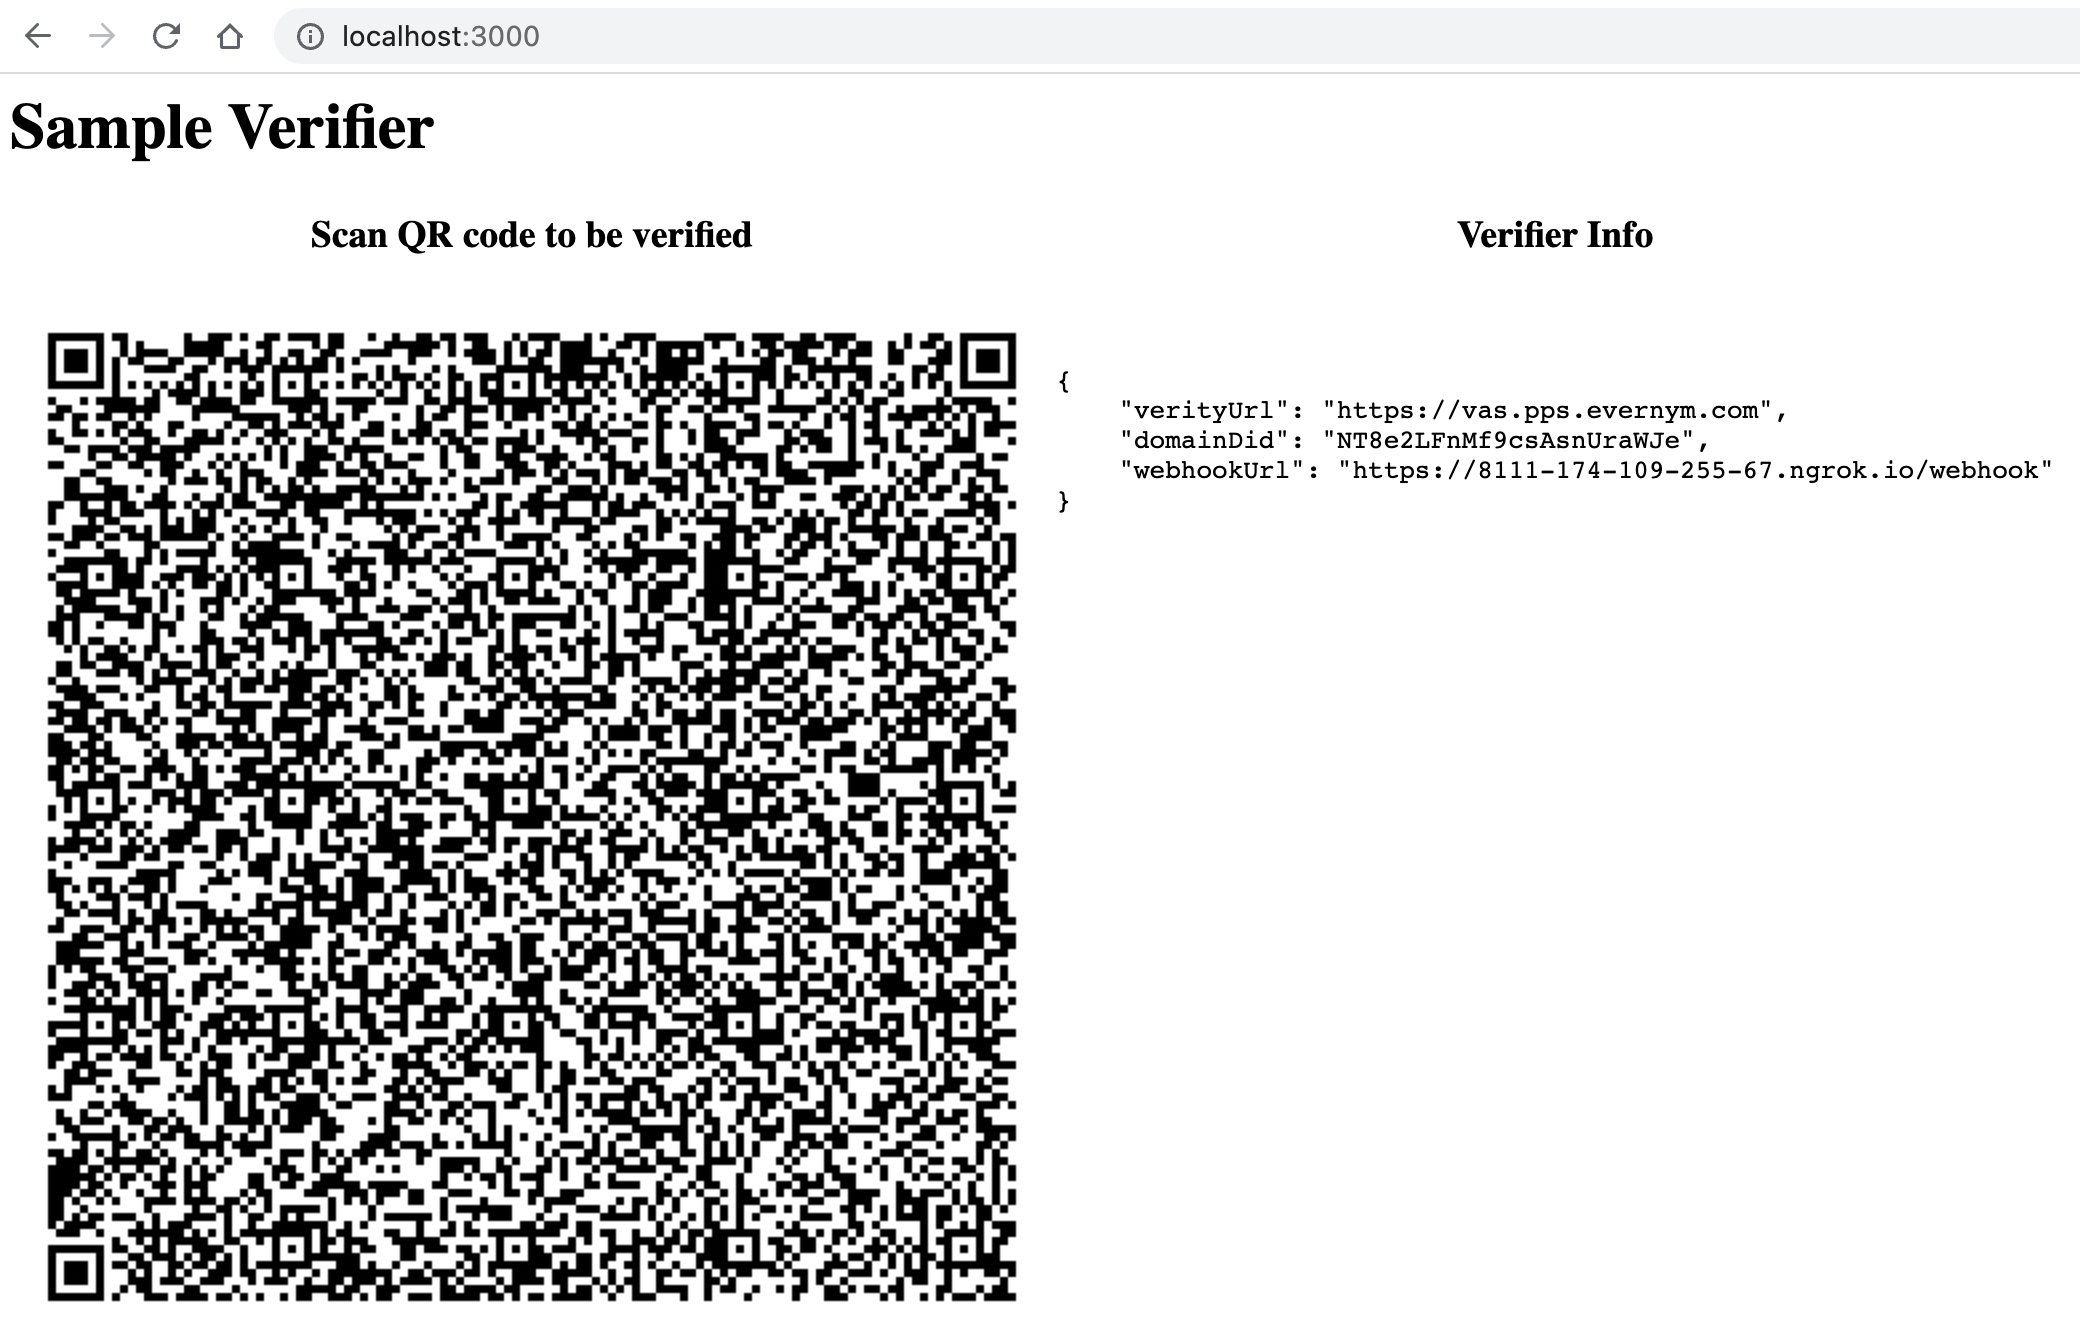 localhost:3000
Sample Verifier
Scan QR code to be verified
Verifier Info
{
"verityUrl": "https://vas.pps.evernym.com",
"domainDid": "NT8e2LFnMf9csAsnUraWJe",
"webhookUrl": "https://8111-174-109-255-67.ngrok.io/webhook"
}